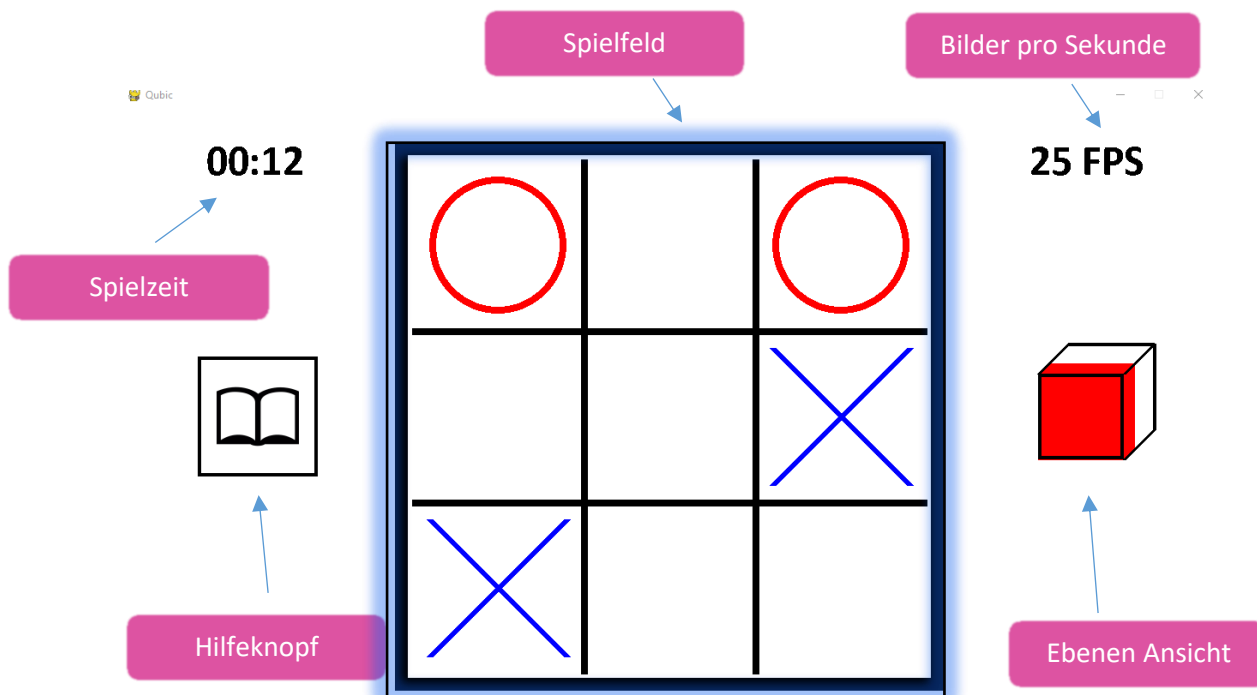 Spielfeld
Bilder pro Sekunde
Qubic
00:12
25 FPS
Spielzeit
Hilfeknopf
Ebenen Ansicht